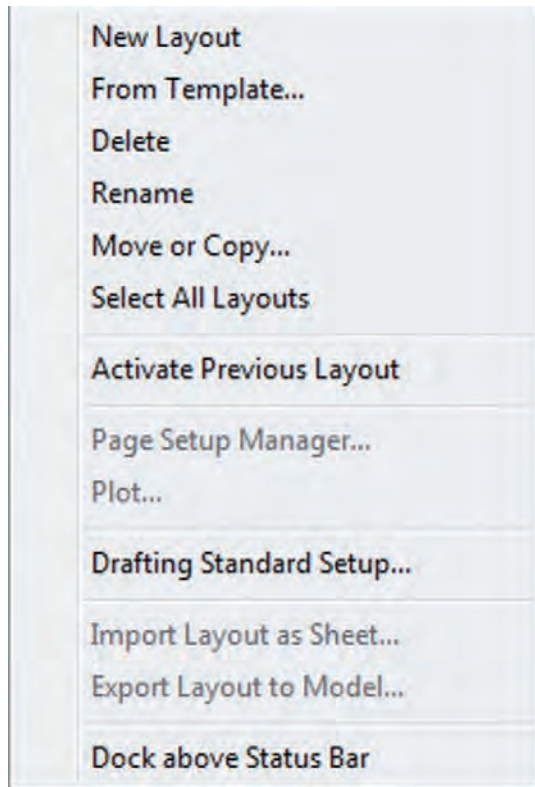 New Layout
From Template...
Delete
Rename
Move or Copy...
Select All Layouts
Activate Previous Layout
Page Setup Manager...
Plot...
Drafting Standard Setup...
Import Layout as Sheet...
Export Layout to Model...
Dock above Status Bar